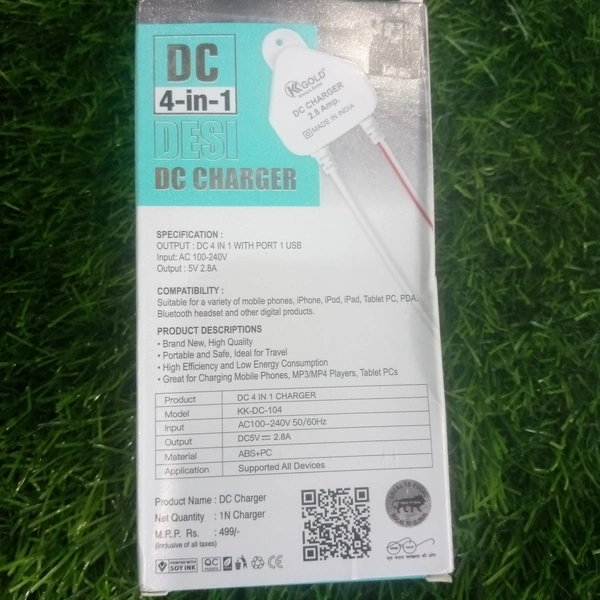 DC
4-in-1
DESI
DC CHARGER
KK GOLD®
DC CHARGER
2.8 Amp.
MADE IN INDIA
SPECIFICATION :
OUTPUT : DC 4 IN 1 WITH PORT 1 USB
Input: AC 100-240V
Output : 5V 2.8A
COMPATIBILITY :
Suitable for a variety of mobile phones, iPhone, iPod, iPad, Tablet PC, PDA,
Bluetooth headset and other digital products.
PRODUCT DESCRIPTIONS
• Brand New, High Quality
• Portable and Safe, Ideal for Travel
• High Efficiency and Low Energy Consumption
• Great for Charging Mobile Phones, MP3/MP4 Players, Tablet PCs
Product DC 4 IN 1 CHARGER
Model KK-DC-104
Input AC100-240V 50/60Hz
Output DC5V 2.8A
Material ABS+PC
Application Supported All Devices
Product Name : DC Charger
Net Quantity : 1N Charger
M.R.P. Rs. : 499/-
(Inclusive of all taxes)
PRINTED WITH
SOY INK
QC
CE